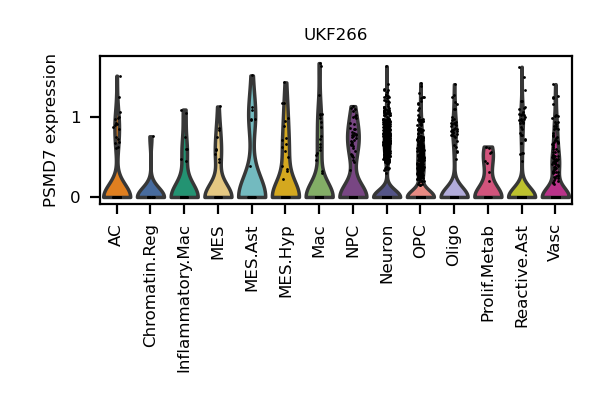 UKF266
PSMD7 expression
1
0
AC
Chromatin.Reg
Inflammatory.Mac
MES
MES.Ast
MES.Hyp
Mac
NPC
Neuron
OPC
Oligo
Prolif.Metab
Reactive.Ast
Vasc